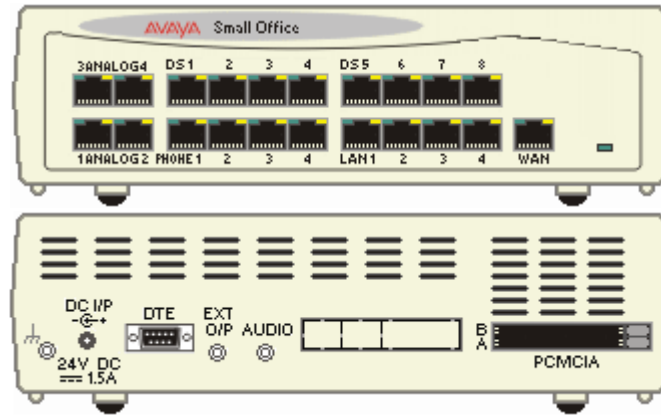 AVAYA Small Office
3ANALOG4 DS1 2 3 4 DS5 6 7 8
1ANALOG2 PHONE1 2 3 4 LAN1 2 3 4 WAN
DC I/P
- +
DTE
EXT
O/P
AUDIO
24V DC
1.5A
B
A
PCMCIA